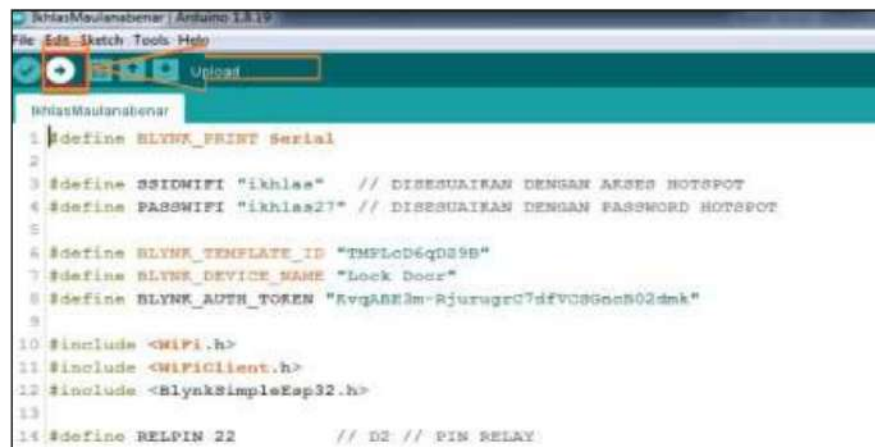 IkhlasMaulanabenar | Arduino 1.8.19
File Edit Sketch Tools Help
Upload
IkhlasMaulanabenar
1 #define BLYNK_PRINT Serial
2
3 #define SSIDWIFI "ikhlas" // DISESUAIKAN DENGAN AKSES HOTSPOT
4 #define PASSWIFI "ikhlas27" // DISESUAIKAN DENGAN PASSWORD HOTSPOT
5
6 #define BLYNK_TEMPLATE_ID
7 #define BLYNK_DEVICE_NAME "Lock Door"
8 #define BLYNK_AUTH_TOKEN
9
10 #include <WiFi.h>
11 #include <WiFiClient.h>
12 #include <BlynkSimpleEsp32.h>
13
14 #define RELPIN 22 // D2 // PIN RELAY